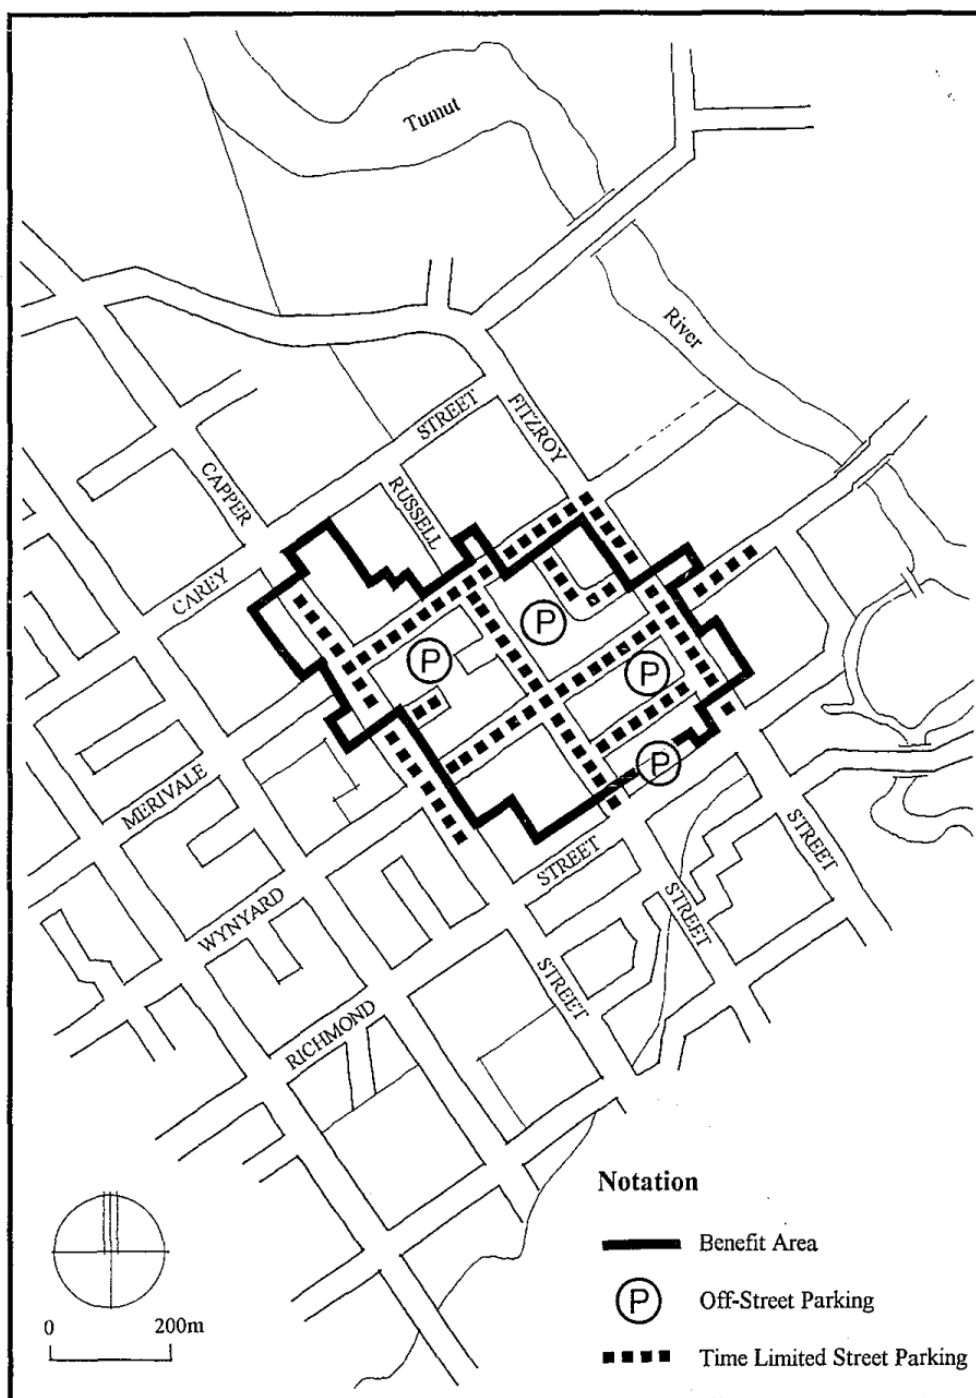 Tumut
River
STREET
FITZROY
CAPPER
RUSSELL
CAREY
MERIVALE
STREET
STREET
WYNYARD
STREET
STREET
RICHMOND
P
P
P
P
Notation
Benefit Area
P Off-Street Parking
Time Limited Street Parking
0 200m